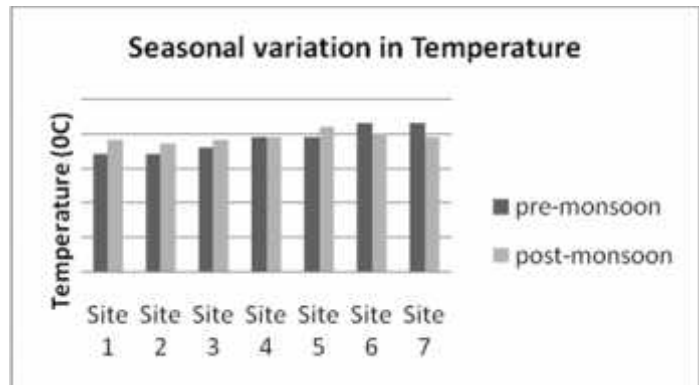 Seasonal variation in Temperature
Temperature (0C)
Site Site Site Site Site Site Site
1 2 3 4 5 6 7
pre-monsoon
post-monsoon